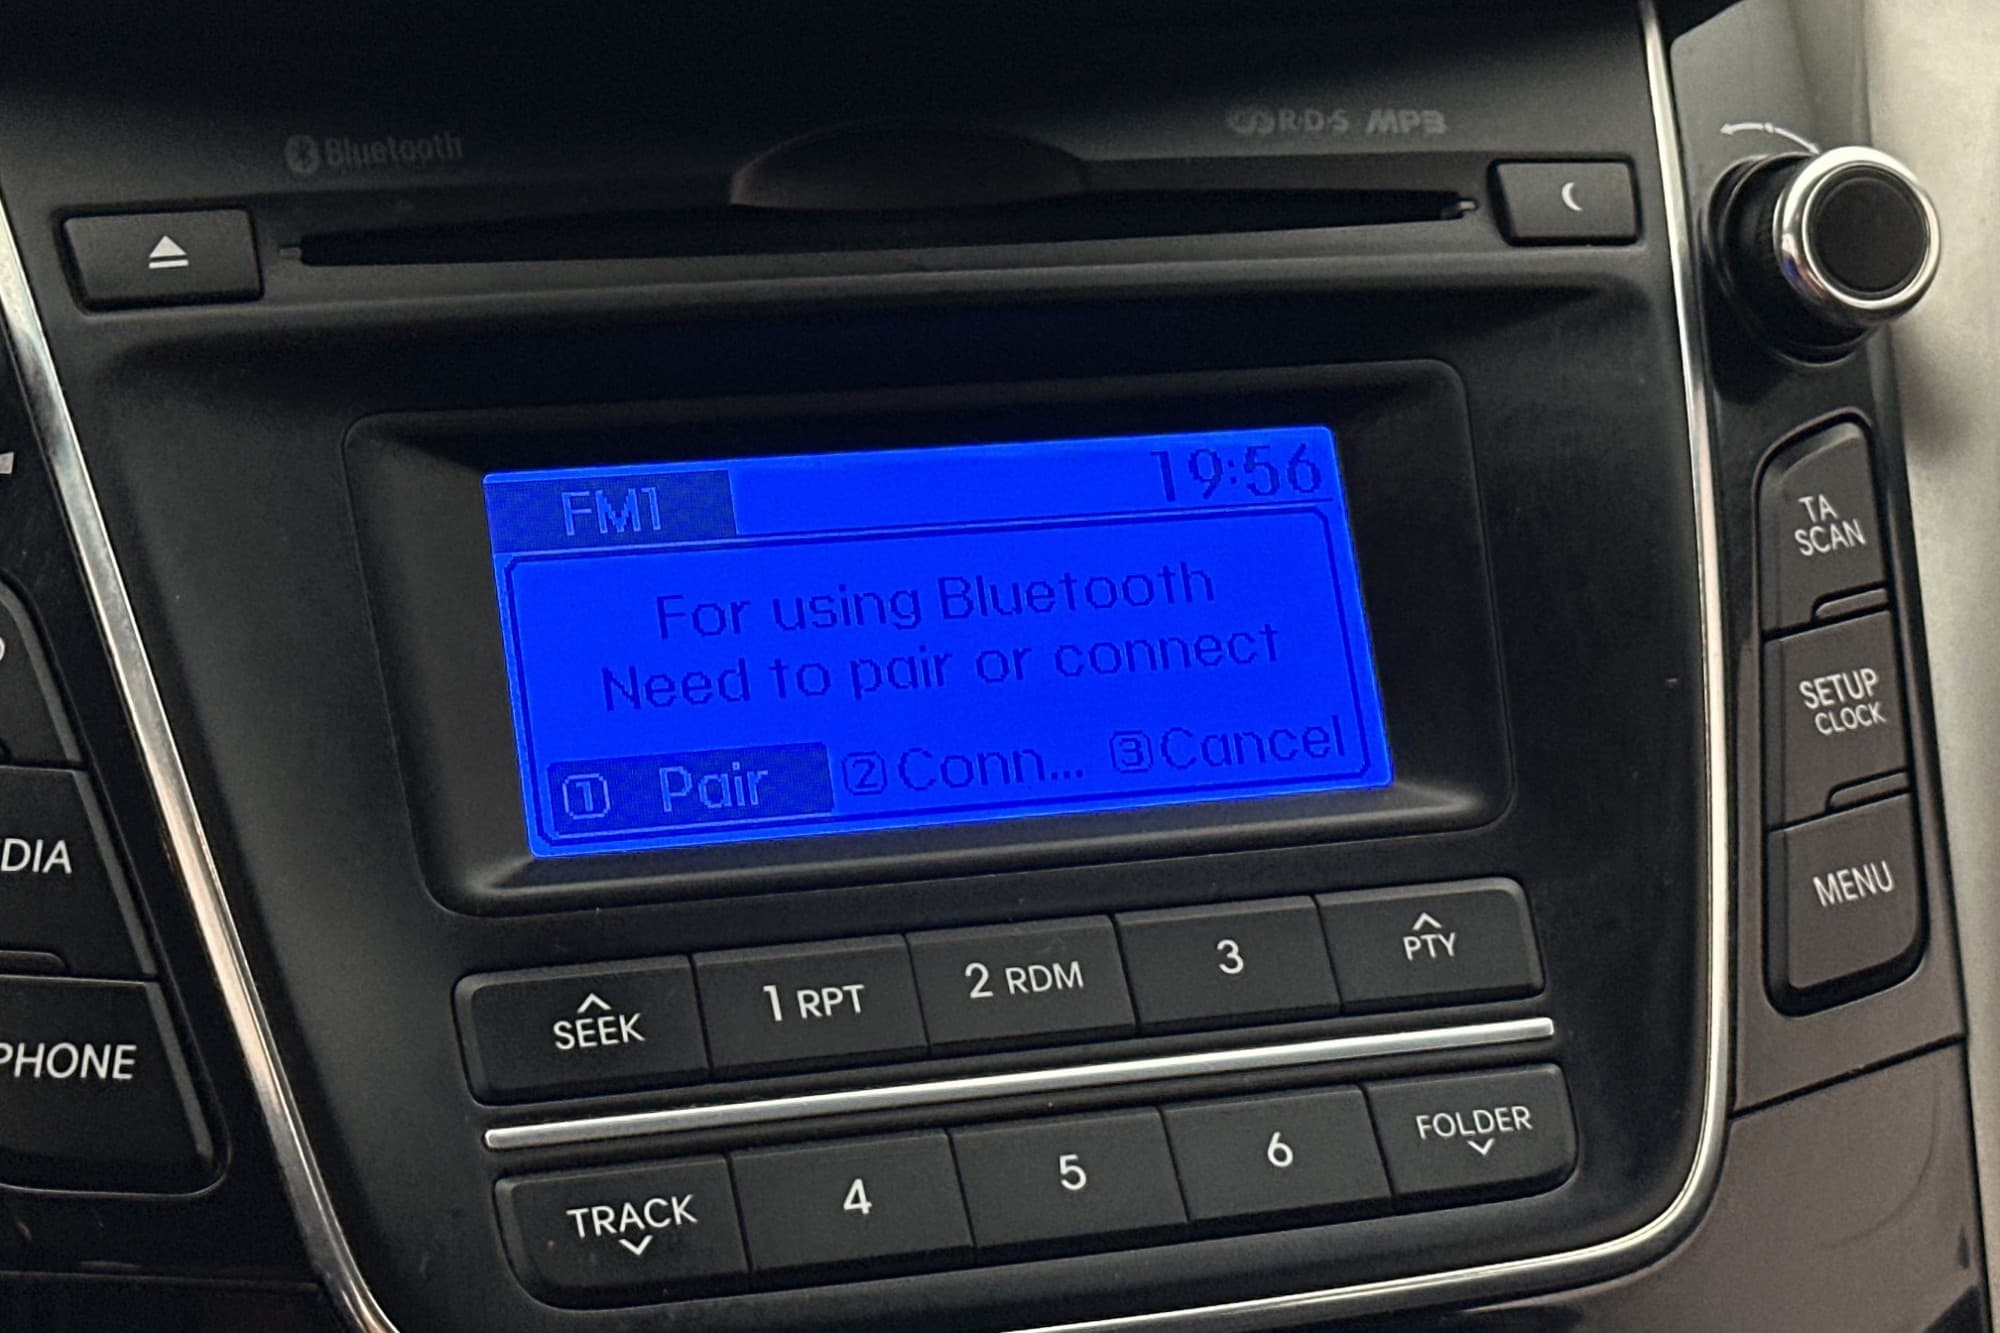 Bluetooth
RDS MP3
FM1 19:56
For using Bluetooth
Need to pair or connect
1 Pair 2 Conn... 3 Cancel
TA
SCAN
SETUP
CLOCK
MENU
DIA
PHONE
SEEK
1 RPT
2 RDM
3
PTY
TRACK
4
5
6
FOLDER